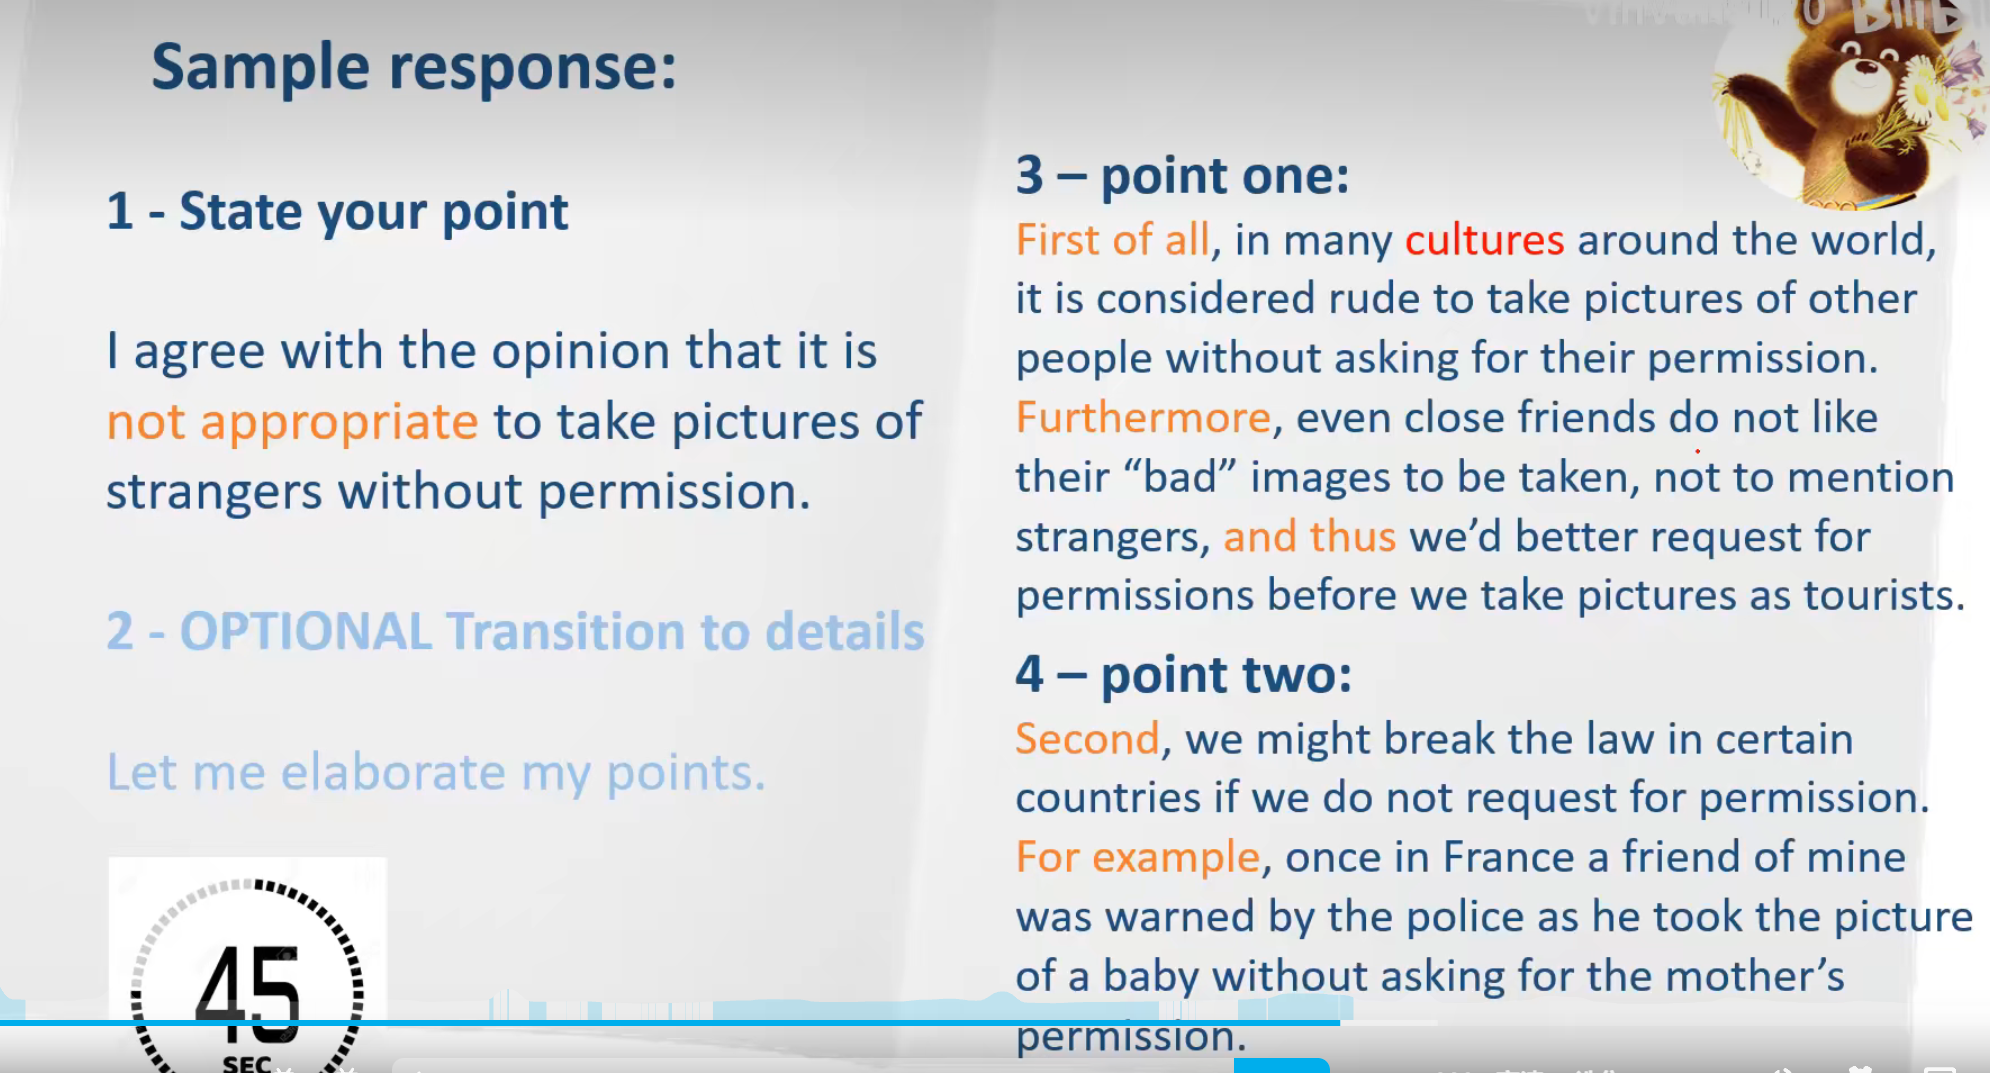 Sample response:
1 - State your point
I agree with the opinion that it is
not appropriate to take pictures of
strangers without permission.
2 - OPTIONAL Transition to details
Let me elaborate my points.
45
SEC
3 – point one:
First of all, in many cultures around the world,
it is considered rude to take pictures of other
people without asking for their permission.
Furthermore, even close friends do not like
their “bad” images to be taken, not to mention
strangers, and thus we’d better request for
permissions before we take pictures as tourists.
4 – point two:
Second, we might break the law in certain
countries if we do not request for permission.
For example, once in France a friend of mine
was warned by the police as he took the picture
of a baby without asking for the mother’s
permission.